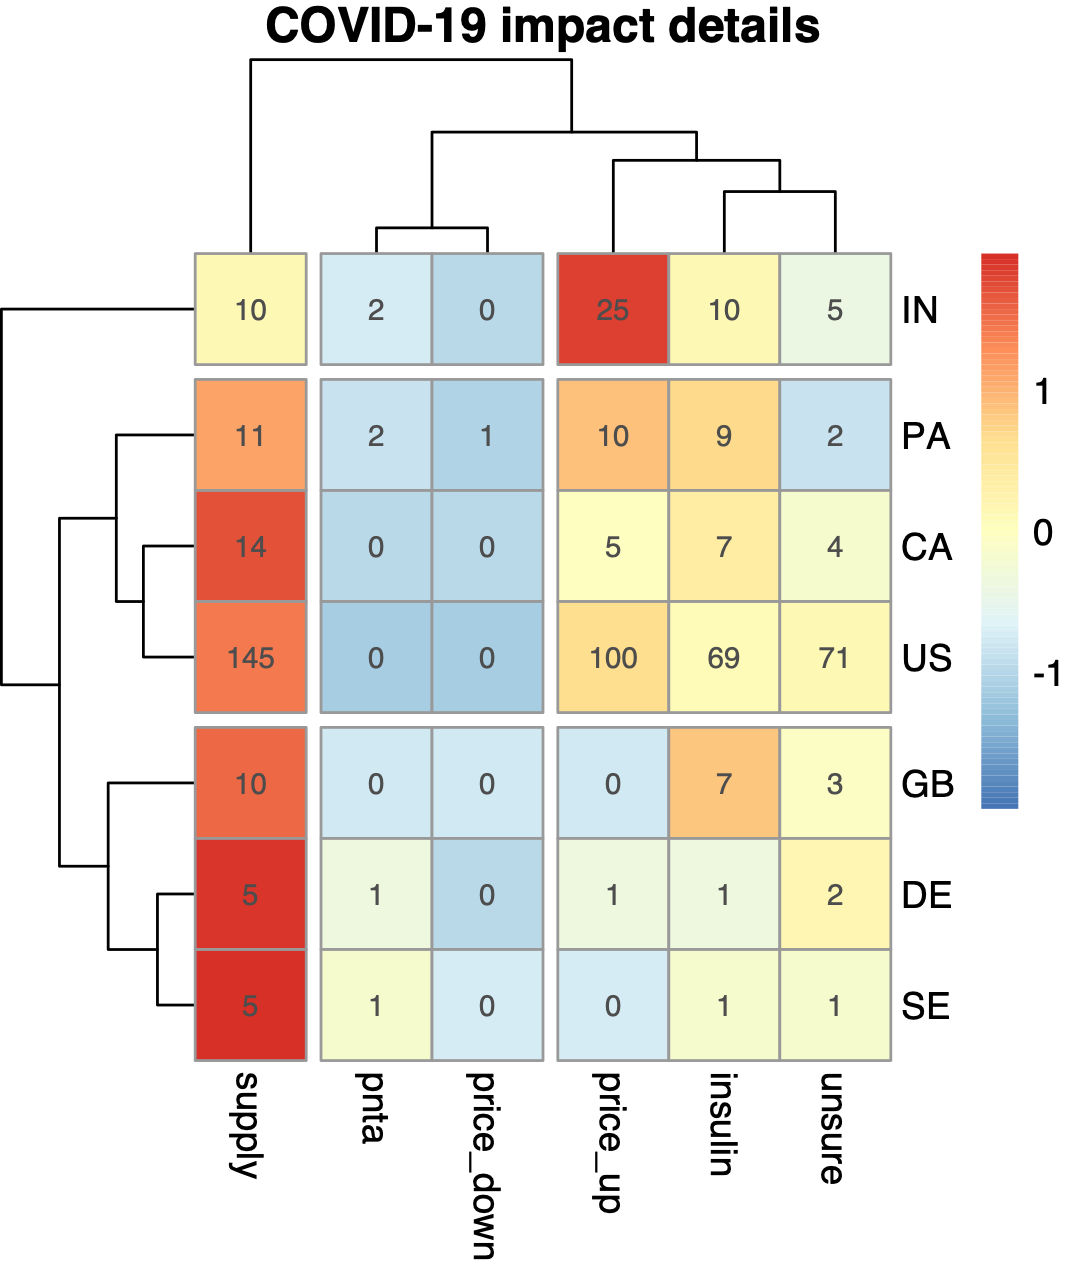 COVID-19 impact details
10 2 0 25 10 5 IN
11 2 1 10 9 2 PA
14 0 0 5 7 4 CA
145 0 0 100 69 71 US
10 0 0 0 7 3 GB
5 1 0 1 1 2 DE
5 1 0 0 1 1 SE
supply pnta price_down price_up insulin unsure
1
0
-1